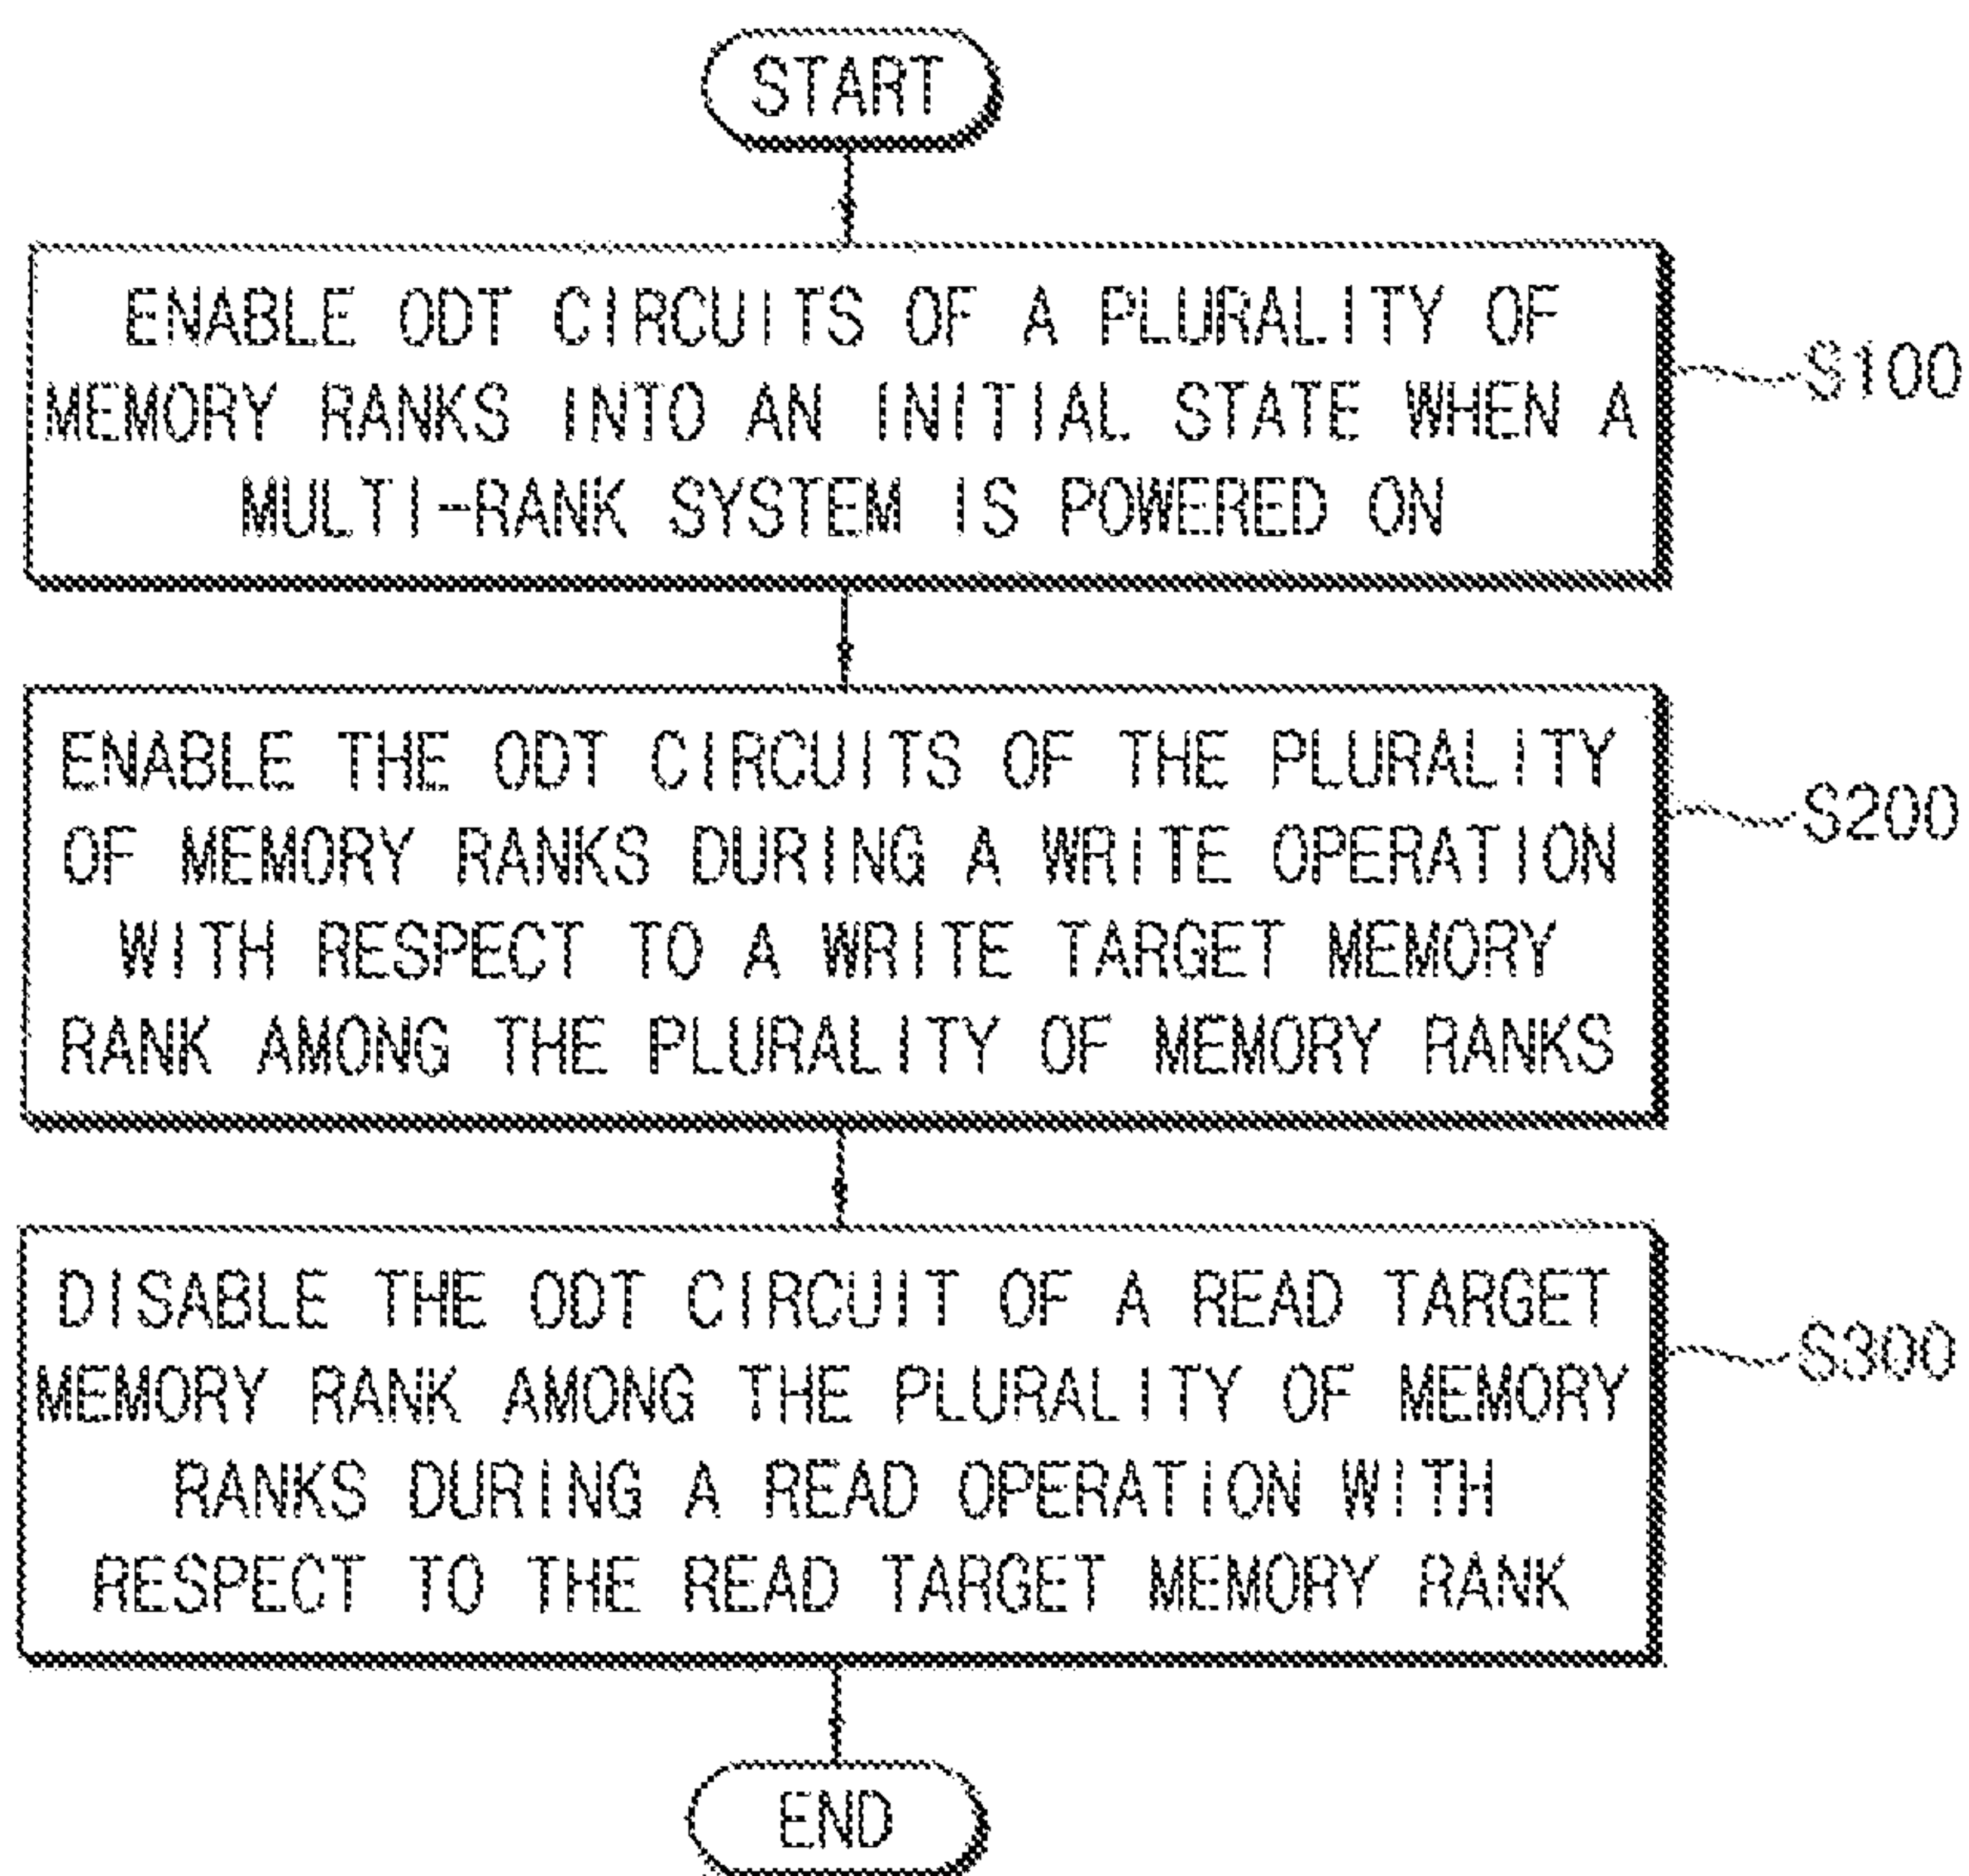 START
ENABLE ODT CIRCUITS OF A PLURALITY OF
MEMORY RANKS INTO AN INITIAL STATE WHEN A
MULTI-RANK SYSTEM IS POWERED ON
S100
ENABLE THE ODT CIRCUITS OF THE PLURALITY
OF MEMORY RANKS DURING A WRITE OPERATION
WITH RESPECT TO A WRITE TARGET MEMORY
RANK AMONG THE PLURALITY OF MEMORY RANKS
S200
DISABLE THE ODT CIRCUIT OF A READ TARGET
MEMORY RANK AMONG THE PLURALITY OF MEMORY
RANKS DURING A READ OPERATION WITH
RESPECT TO THE READ TARGET MEMORY RANK
S300
END